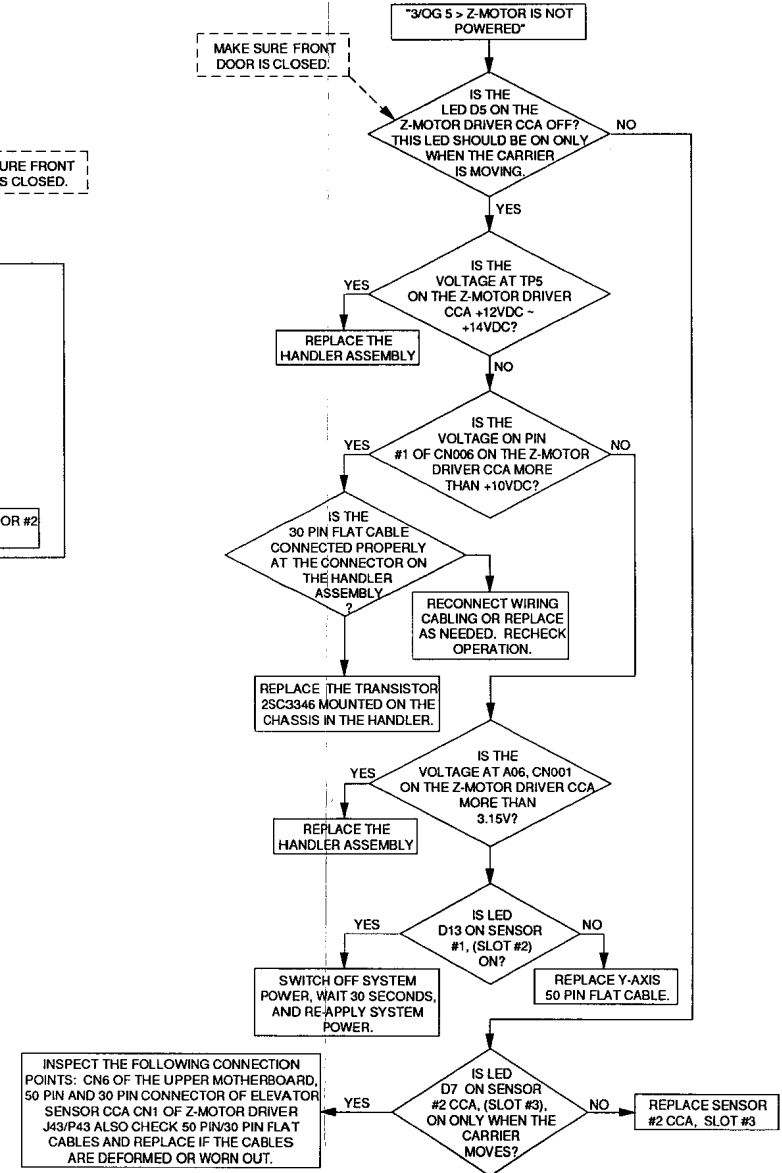 "3/OG 5 > Z-MOTOR IS NOT
POWERED"
MAKE SURE FRONT
DOOR IS CLOSED.
IS THE
LED D5 ON THE
Z-MOTOR DRIVER CCA OFF?
THIS LED SHOULD BE ON ONLY
WHEN THE CARRIER
IS MOVING.
NO
URE FRONT
S CLOSED.
YES
IS THE
VOLTAGE AT TP5
ON THE Z-MOTOR DRIVER
CCA +12VDC ~
+14VDC?
YES
REPLACE THE
HANDLER ASSEMBLY
NO
IS THE
VOLTAGE ON PIN
#1 OF CN006 ON THE Z-MOTOR
DRIVER CCA MORE
THAN +10VDC?
YES
NO
OR #2
IS THE
30 PIN FLAT CABLE
CONNECTED PROPERLY
AT THE CONNECTOR ON
THE HANDLER
ASSEMBLY
?
RECONNECT WIRING
CABLING OR REPLACE
AS NEEDED. RECHECK
OPERATION.
REPLACE THE TRANSISTOR
2SC3346 MOUNTED ON THE
CHASSIS IN THE HANDLER.
IS THE
VOLTAGE AT A06, CN001
ON THE Z-MOTOR DRIVER CCA
MORE THAN
3.15V?
YES
REPLACE THE
HANDLER ASSEMBLY
IS LED
D13 ON SENSOR
#1, (SLOT #2)
ON?
YES
NO
SWITCH OFF SYSTEM
POWER, WAIT 30 SECONDS,
AND RE-APPLY SYSTEM
POWER.
REPLACE Y-AXIS
50 PIN FLAT CABLE.
INSPECT THE FOLLOWING CONNECTION
POINTS: CN6 OF THE UPPER MOTHERBOARD,
50 PIN AND 30 PIN CONNECTOR OF ELEVATOR
SENSOR CCA CN1 OF Z-MOTOR DRIVER
J43/P43 ALSO CHECK 50 PIN/30 PIN FLAT
CABLES AND REPLACE IF THE CABLES
ARE DEFORMED OR WORN OUT.
YES
IS LED
D7 ON SENSOR
#2 CCA, (SLOT #3),
ON ONLY WHEN THE
CARRIER
MOVES?
NO
REPLACE SENSOR
#2 CCA, SLOT #3